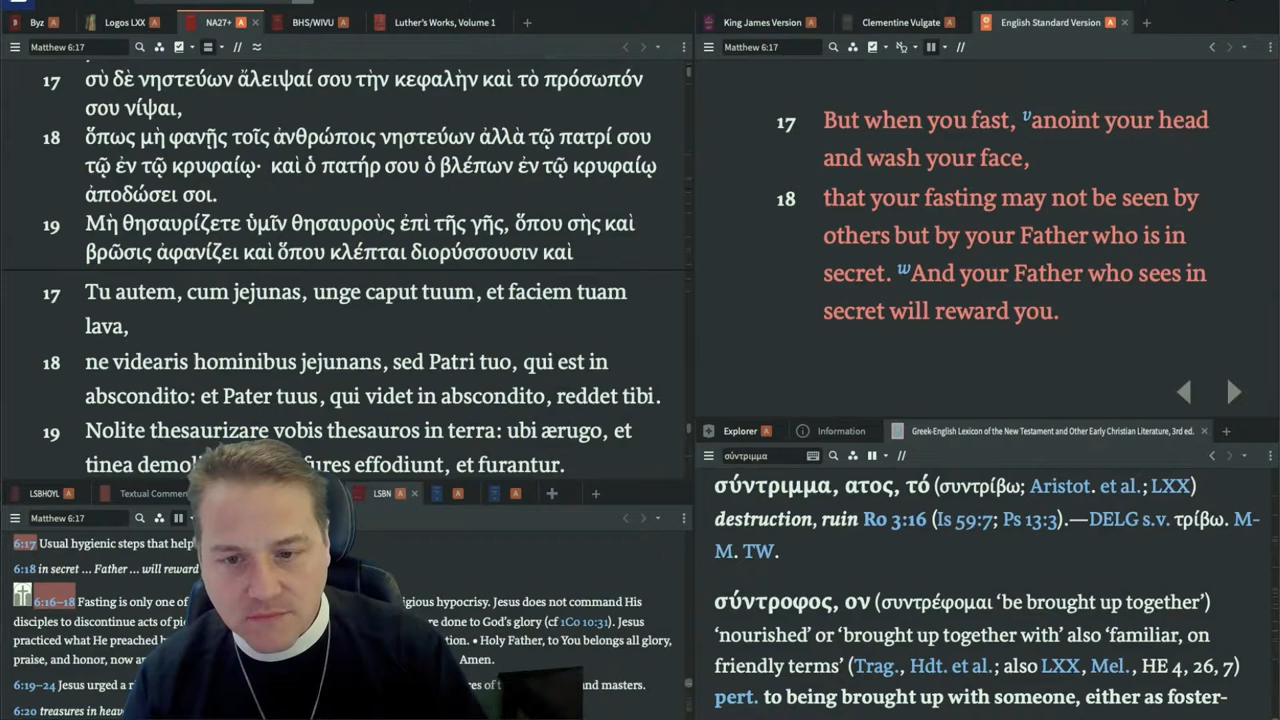 Byz A
Logos LXX A
NA27+ A
BHS/WIVU A
Luther's Works, Volume 1
Matthew 6:17
17 σὺ δὲ νηστεύων ἄλειψαί σου τὴν κεφαλὴν καὶ τὸ πρόσωπόν
σου νίψαι,
18 ὅπως μὴ φανῇς τοῖς ἀνθρώποις νηστεύων ἀλλὰ τῷ πατρί σου
τῷ ἐν τῷ κρυφαίῳ· καὶ ὁ πατήρ σου ὁ βλέπων ἐν τῷ κρυφαίῳ
ἀποδώσει σοι.
19 Μὴ θησαυρίζετε ὑμῖν θησαυροὺς ἐπὶ τῆς γῆς, ὅπου σὴς καὶ
βρῶσις ἀφανίζει καὶ ὅπου κλέπται διορύσσουσιν καὶ
17 Tu autem, cum jejunas, unge caput tuum, et faciem tuam
lava,
18 ne videaris hominibus jejunans, sed Patri tuo, qui est in
abscondito: et Pater tuus, qui videt in abscondito, reddet tibi.
19 Nolite thesaurizare vobis thesauros in terra: ubi ærugo, et
tinea demol fures effodiunt, et furantur.
LSBHOYL A
Textual Commen
LSBN A
A
A
Matthew 6:17
6:17 Usual hygienic steps that help
6:18 in secret … Father … will reward
6:16–18 Fasting is only one of igious hypocrisy. Jesus does not command His
disciples to discontinue acts of pie re done to God's glory (cf 1Co 10:31). Jesus
practiced what He preached b tion. • Holy Father, to You belongs all glory,
praise, and honor, now an Amen.
6:19–24 Jesus urged a r es of t and masters.
6:20 treasures in heav
King James Version A
Clementine Vulgate A
English Standard Version A
Matthew 6:17
17 But when you fast, v anoint your head
and wash your face,
18 that your fasting may not be seen by
others but by your Father who is in
secret. w And your Father who sees in
secret will reward you.
Explorer A
Information
Greek-English Lexicon of the New Testament and Other Early Christian Literature, 3rd ed.
σύντριμμα
σύντριμμα, ατος, τό (συντρίβω; Aristot. et al.; LXX)
destruction, ruin Ro 3:16 (Is 59:7; Ps 13:3).—DELG s.v. τρίβω. M-
M. TW.
σύντροφος, ον (συντρέφομαι 'be brought up together')
'nourished' or 'brought up together with' also 'familiar, on
friendly terms' (Trag., Hdt. et al.; also LXX, Mel., HE 4, 26, 7)
pert. to being brought up with someone, either as foster-